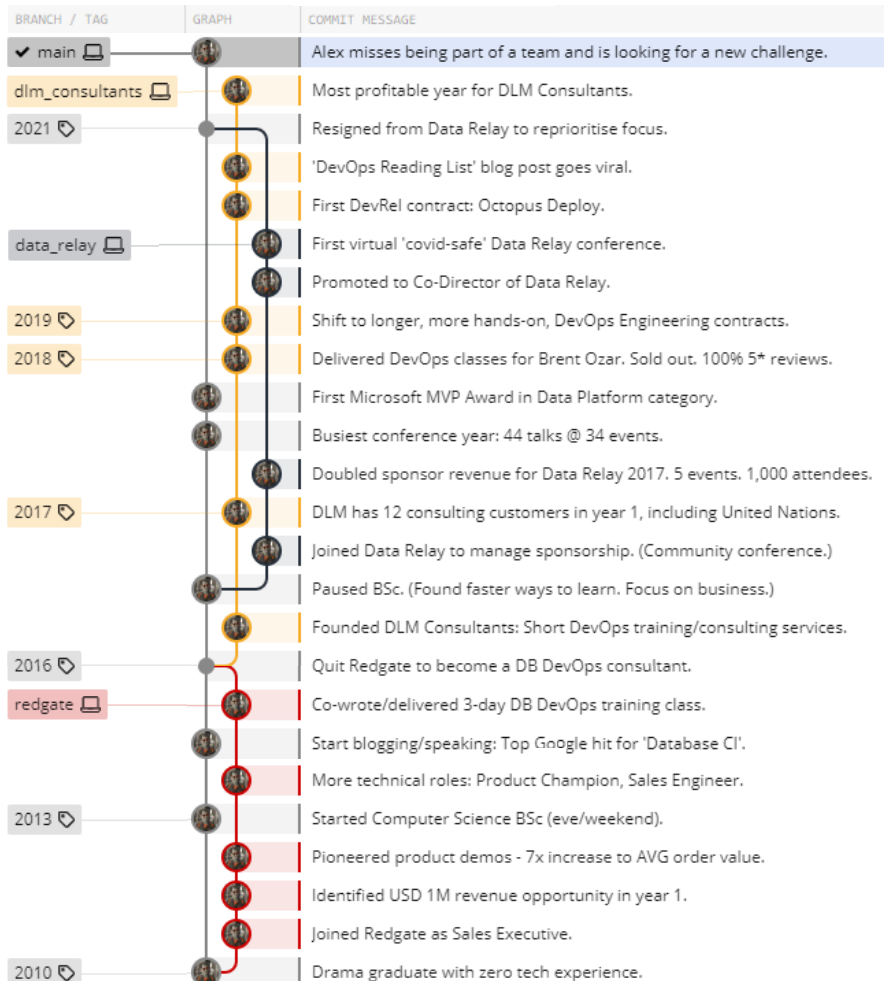 BRANCH / TAG GRAPH COMMIT MESSAGE
main Alex misses being part of a team and is looking for a new challenge.
dlm_consultants Most profitable year for DLM Consultants.
2021 Resigned from Data Relay to reprioritise focus.
'DevOps Reading List' blog post goes viral.
First DevRel contract: Octopus Deploy.
data_relay First virtual 'covid-safe' Data Relay conference.
Promoted to Co-Director of Data Relay.
2019 Shift to longer, more hands-on, DevOps Engineering contracts.
2018 Delivered DevOps classes for Brent Ozar. Sold out. 100% 5* reviews.
First Microsoft MVP Award in Data Platform category.
Busiest conference year: 44 talks @ 34 events.
Doubled sponsor revenue for Data Relay 2017. 5 events. 1,000 attendees.
2017 DLM has 12 consulting customers in year 1, including United Nations.
Joined Data Relay to manage sponsorship. (Community conference.)
Paused BSc. (Found faster ways to learn. Focus on business.)
Founded DLM Consultants: Short DevOps training/consulting services.
2016 Quit Redgate to become a DB DevOps consultant.
redgate Co-wrote/delivered 3-day DB DevOps training class.
Start blogging/speaking: Top Google hit for 'Database CI'.
More technical roles: Product Champion, Sales Engineer.
2013 Started Computer Science BSc (eve/weekend).
Pioneered product demos - 7x increase to AVG order value.
Identified USD 1M revenue opportunity in year 1.
Joined Redgate as Sales Executive.
2010 Drama graduate with zero tech experience.